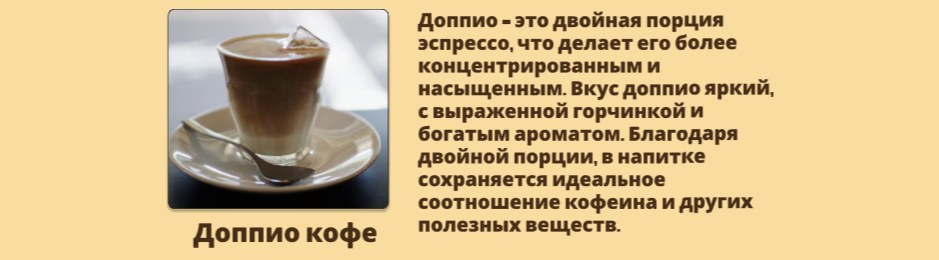 Доппио - это двойная порция
эспрессо, что делает его более
концентрированным и
насыщенным. Вкус доппио яркий,
с выраженной горчинкой и
богатым ароматом. Благодаря
двойной порции, в напитке
сохраняется идеальное
соотношение кофеина и других
полезных веществ.
Доппио кофе